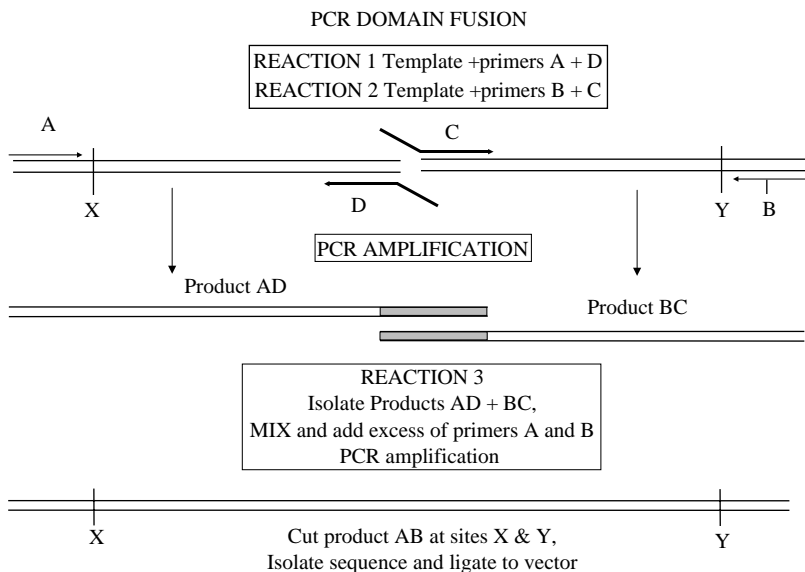 PCR DOMAIN FUSION
REACTION 1 Template +primers A + D
REACTION 2 Template +primers B + C
A
C
X
D
Y
B
PCR AMPLIFICATION
Product AD
Product BC
REACTION 3
Isolate Products AD + BC,
MIX and add excess of primers A and B
PCR amplification
X
Y
Cut product AB at sites X & Y,
Isolate sequence and ligate to vector